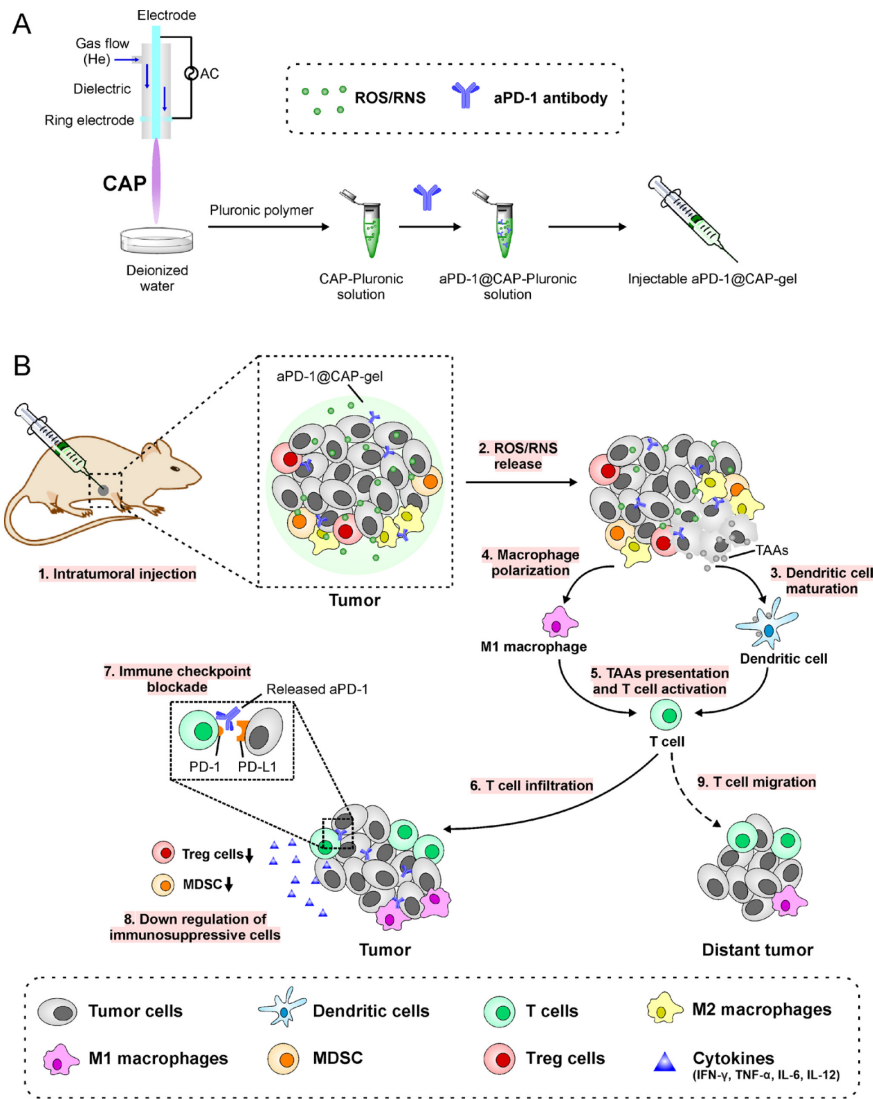 A
Electrode
Gas flow
(He)
AC
Dielectric
Ring electrode
CAP
Deionized
water
ROS/RNS
aPD-1 antibody
Pluronic polymer
CAP-Pluronic
solution
aPD-1@CAP-Pluronic
solution
Injectable aPD-1@CAP-gel
B
aPD-1@CAP-gel
1. Intratumoral injection
Tumor
2. ROS/RNS
release
TAAs
4. Macrophage
polarization
3. Dendritic cell
maturation
M1 macrophage
Dendritic cell
5. TAAs presentation
and T cell activation
T cell
7. Immune checkpoint
blockade
Released aPD-1
PD-1
PD-L1
6. T cell infiltration
9. T cell migration
Treg cells
MDSC
8. Down regulation of
immunosuppressive cells
Tumor
Distant tumor
Tumor cells
Dendritic cells
T cells
M2 macrophages
M1 macrophages
MDSC
Treg cells
Cytokines
(IFN-γ, TNF-α, IL-6, IL-12)